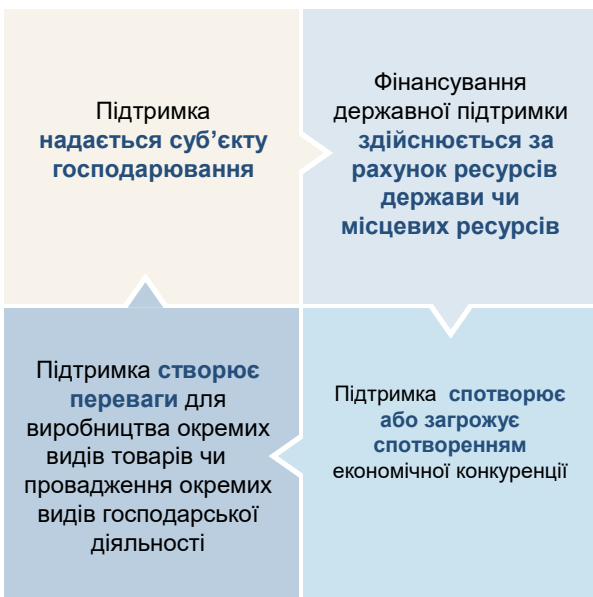 Підтримка
надається суб’єкту
господарювання
Фінансування
державної підтримки
здійснюється за
рахунок ресурсів
держави чи
місцевих ресурсів
Підтримка створює
переваги для
виробництва окремих
видів товарів чи
провадження окремих
видів господарської
діяльності
Підтримка спотворює
або загрожує
спотворенням
економічної конкуренції